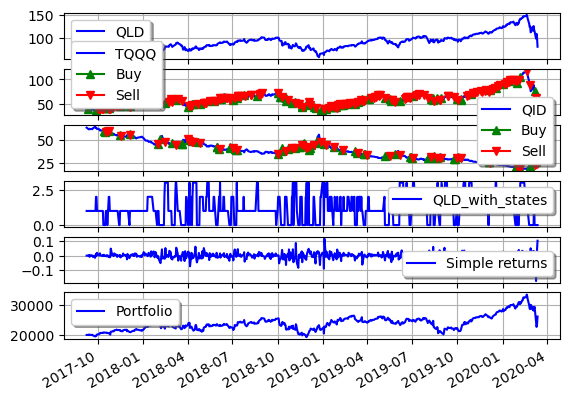 150
100
QLD
TQQQ
Buy
Sell
100
50
QID
Buy
Sell
50
25
2.5
0.0
QLD_with_states
0.1
0.0
−0.1
Simple returns
30000
20000
Portfolio
2017-10
2018-01
2018-04
2018-07
2018-10
2019-01
2019-04
2019-07
2019-10
2020-01
2020-04